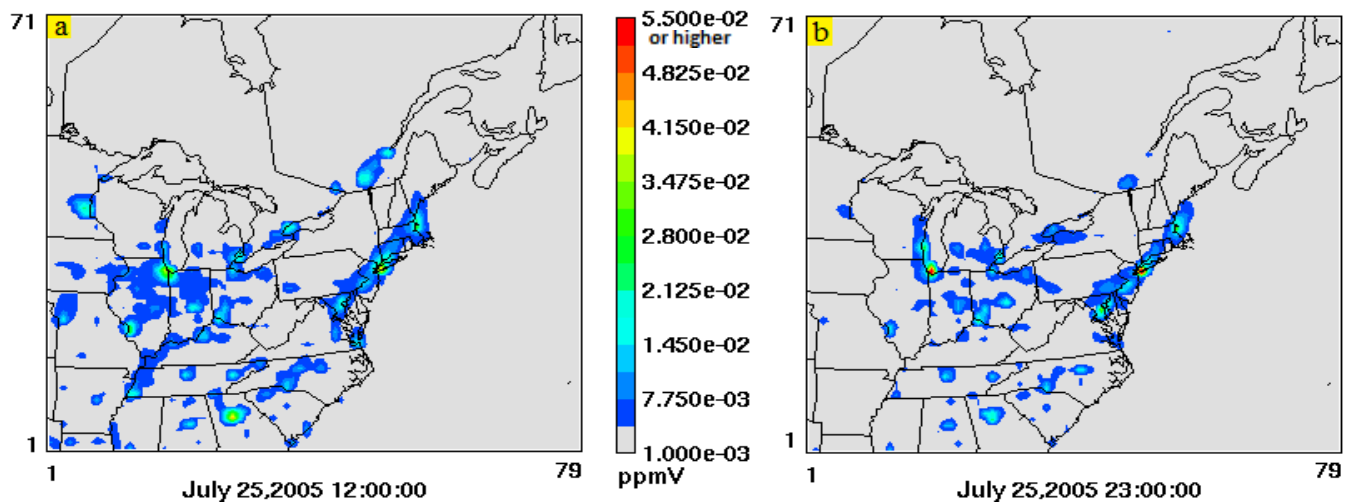 71
a
1
1
79
July 25,2005 12:00:00
5.500e-02
or higher
4.825e-02
4.150e-02
3.475e-02
2.800e-02
2.125e-02
1.450e-02
7.750e-03
1.000e-03
ppmV
71
b
1
1
79
July 25,2005 23:00:00